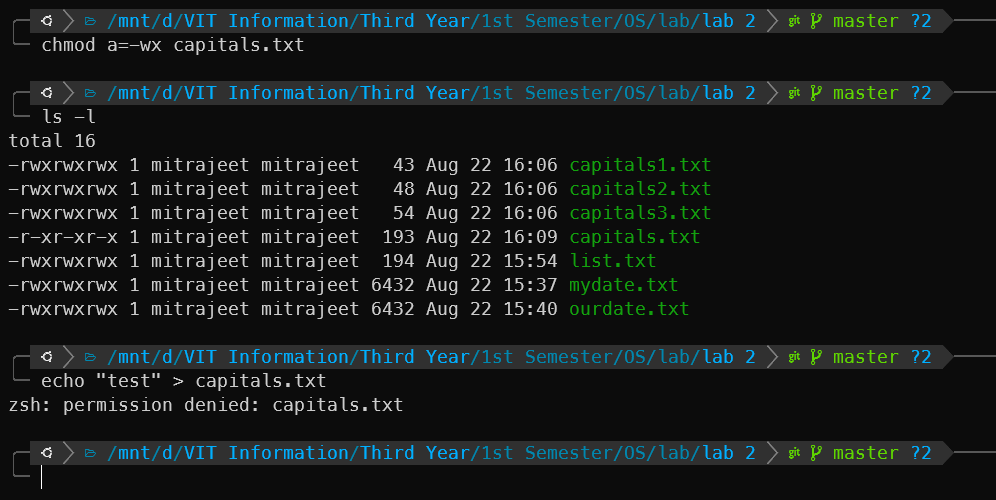 /mnt/d/VIT Information/Third Year/1st Semester/OS/lab/lab 2 git master ?2
chmod a=-wx capitals.txt
/mnt/d/VIT Information/Third Year/1st Semester/OS/lab/lab 2 git master ?2
ls -l
total 16
-rwxrwxrwx 1 mitrajeet mitrajeet   43 Aug 22 16:06 capitals1.txt
-rwxrwxrwx 1 mitrajeet mitrajeet   48 Aug 22 16:06 capitals2.txt
-rwxrwxrwx 1 mitrajeet mitrajeet   54 Aug 22 16:06 capitals3.txt
-r-xr-xr-x 1 mitrajeet mitrajeet  193 Aug 22 16:09 capitals.txt
-rwxrwxrwx 1 mitrajeet mitrajeet  194 Aug 22 15:54 list.txt
-rwxrwxrwx 1 mitrajeet mitrajeet 6432 Aug 22 15:37 mydate.txt
-rwxrwxrwx 1 mitrajeet mitrajeet 6432 Aug 22 15:40 ourdate.txt
/mnt/d/VIT Information/Third Year/1st Semester/OS/lab/lab 2 git master ?2
echo "test" > capitals.txt
zsh: permission denied: capitals.txt
/mnt/d/VIT Information/Third Year/1st Semester/OS/lab/lab 2 git master ?2